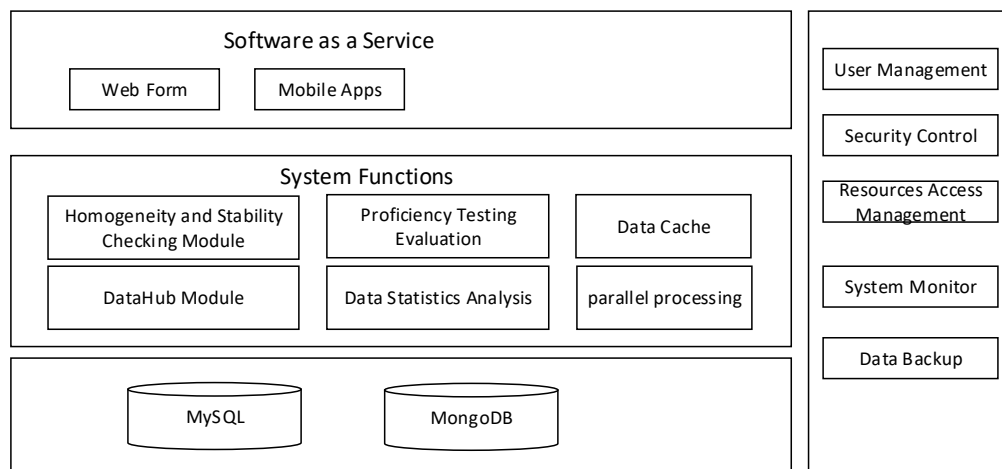 Software as a Service
Web Form
Mobile Apps
System Functions
Homogeneity and Stability
Checking Module
Proficiency Testing
Evaluation
Data Cache
DataHub Module
Data Statistics Analysis
parallel processing
MySQL
MongoDB
User Management
Security Control
Resources Access
Management
System Monitor
Data Backup